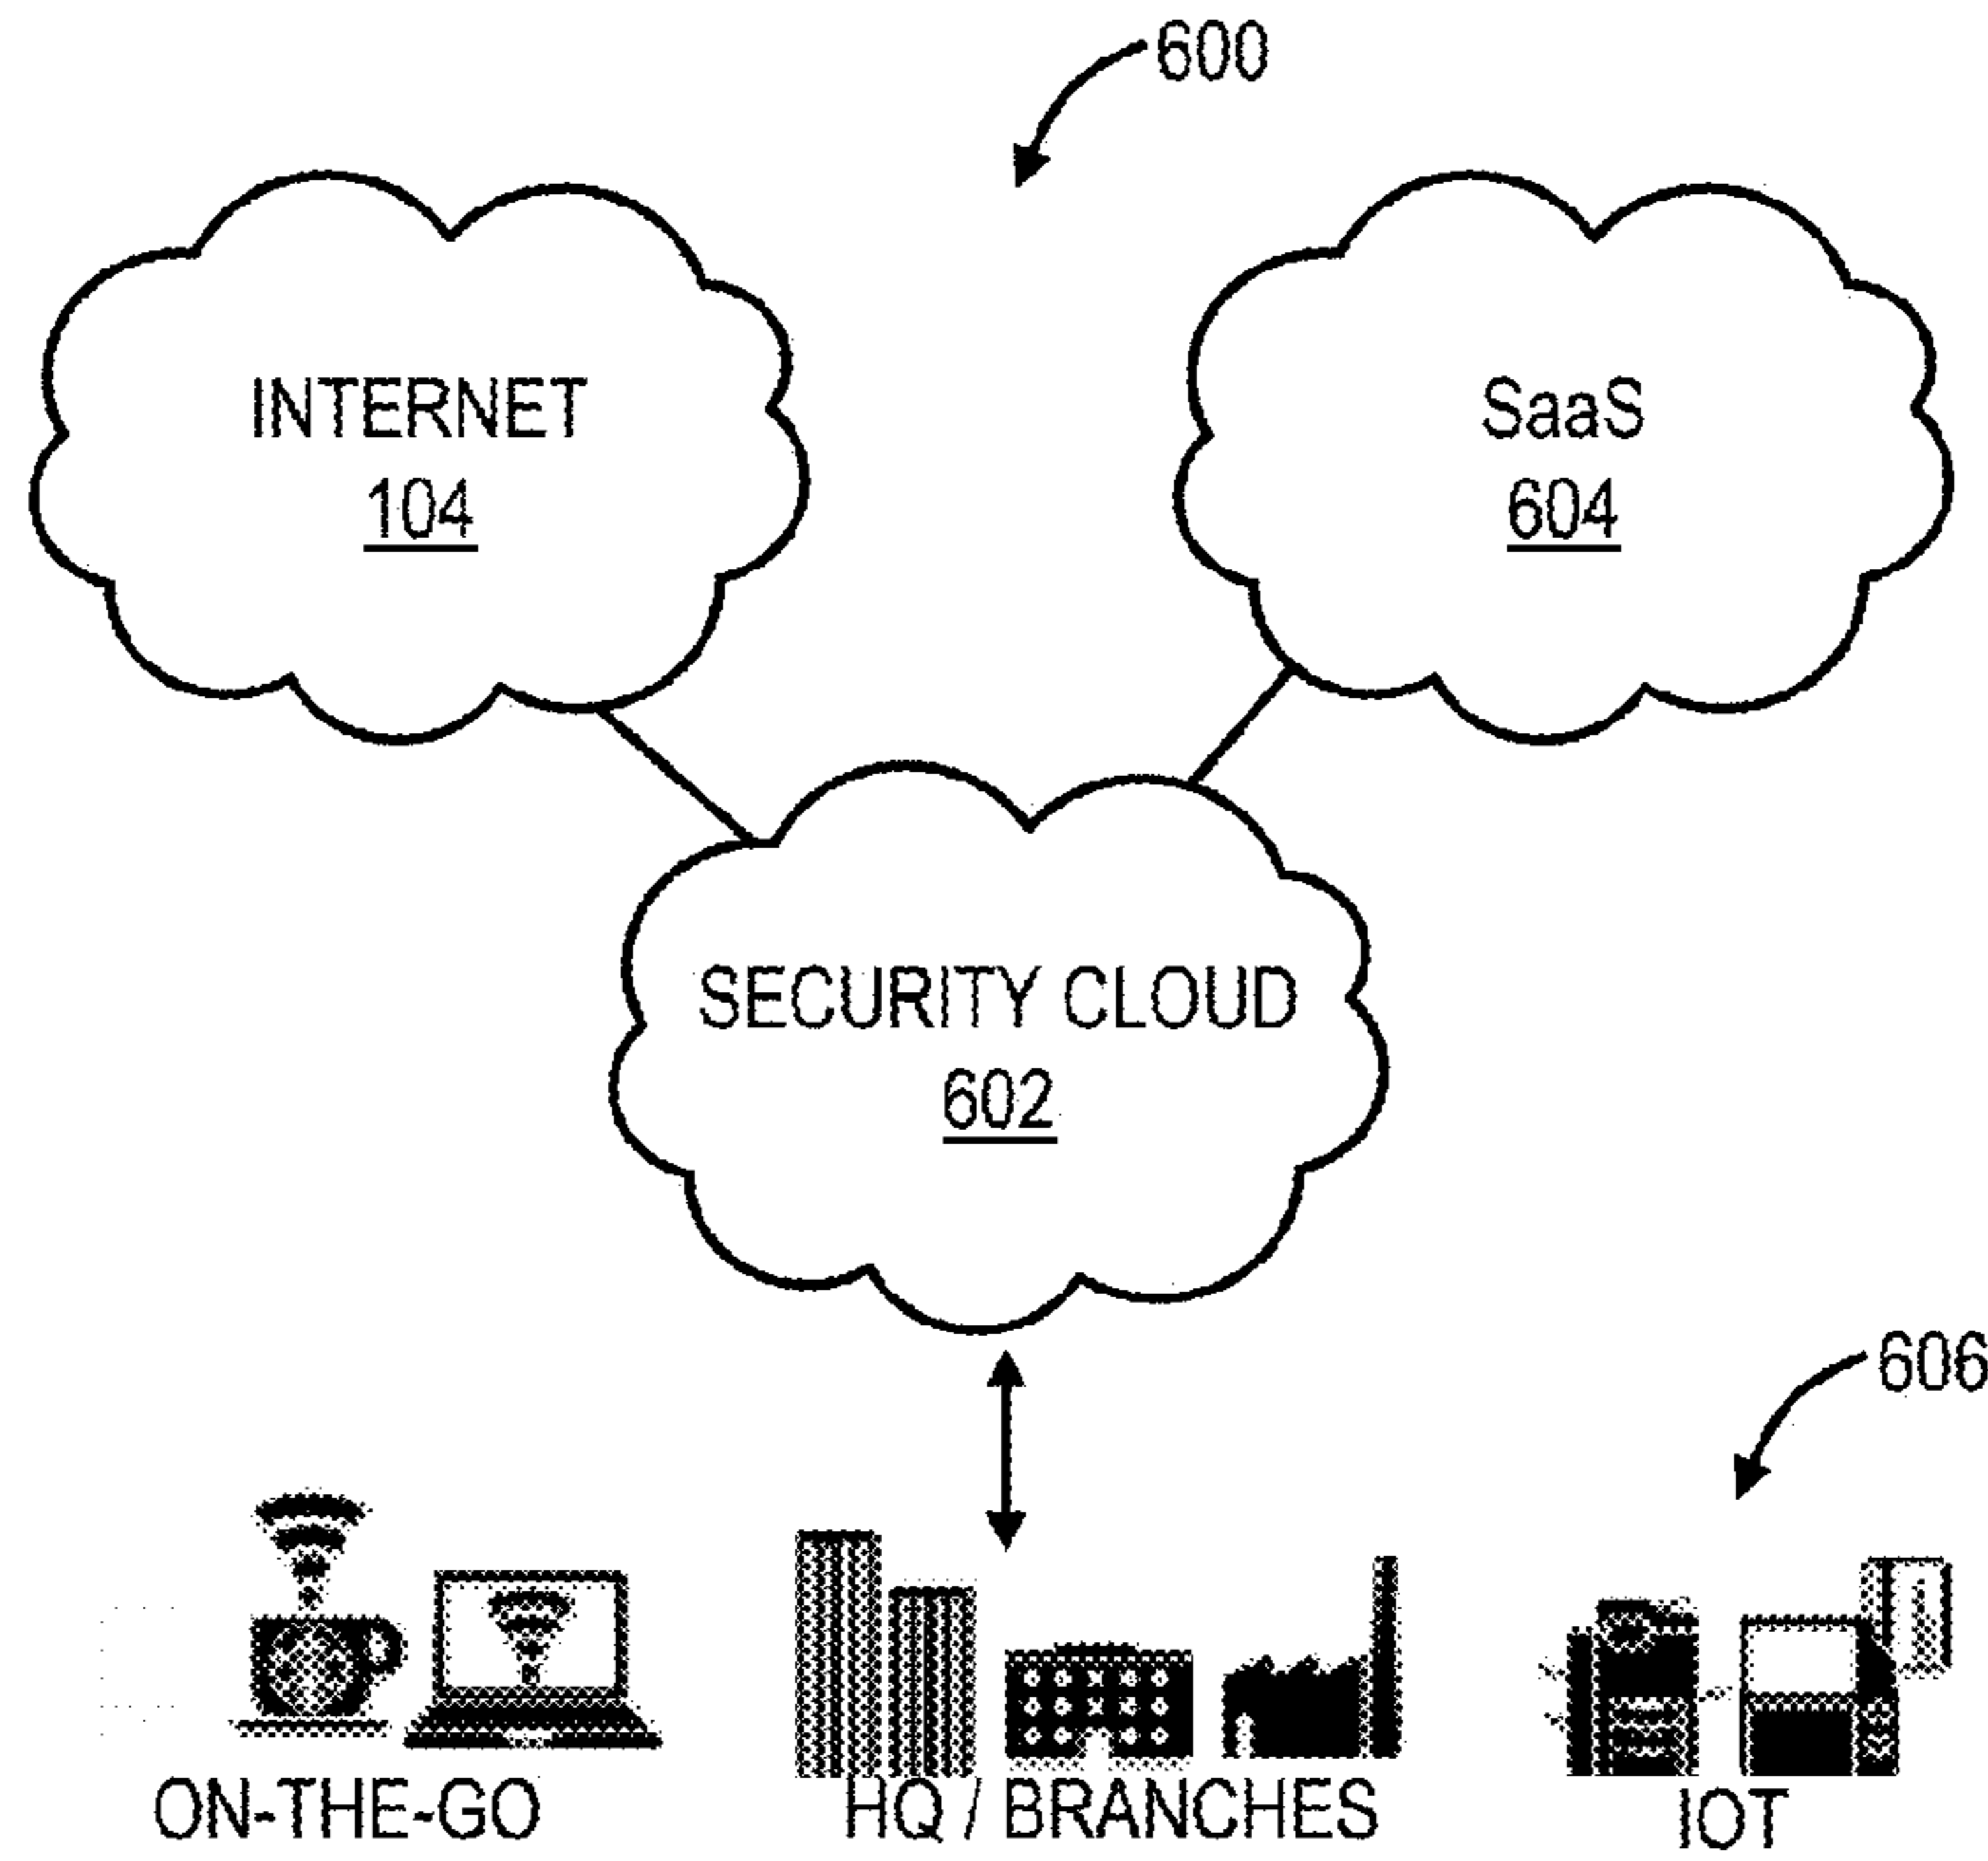 600
INTERNET
104
SaaS
604
SECURITY CLOUD
602
606
ON-THE-GO
HQ / BRANCHES
IOT